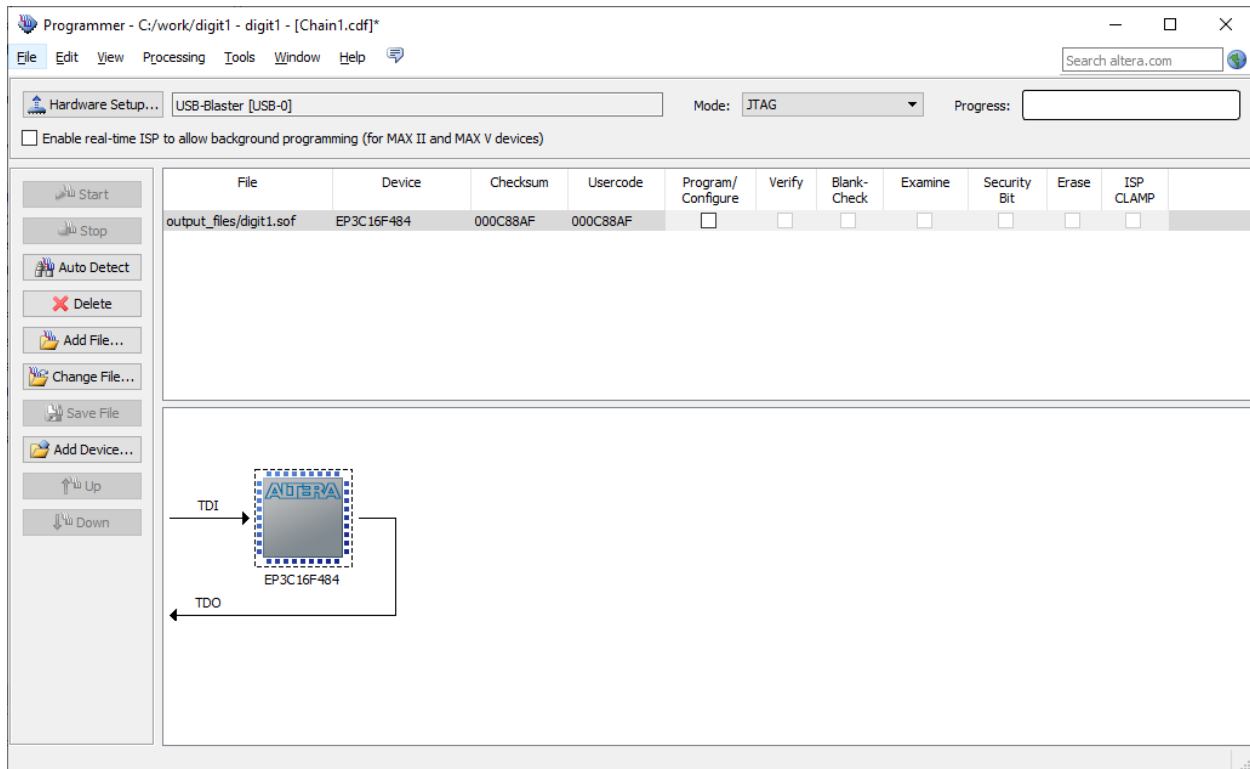 Programmer - C:/work/digit1 - digit1 - [Chain1.cdf]*
File Edit View Processing Tools Window Help
Search altera.com
Hardware Setup... USB-Blaster [USB-0] Mode: JTAG Progress:
Enable real-time ISP to allow background programming (for MAX II and MAX V devices)
Start
Stop
Auto Detect
Delete
Add File...
Change File...
Save File
Add Device...
Up
Down
File Device Checksum Usercode Program/ Verify Blank- Examine Security Erase ISP
Configure Check Bit CLAMP
output_files/digit1.sof EP3C16F484 000C88AF 000C88AF
ALTERA
TDI
EP3C16F484
TDO